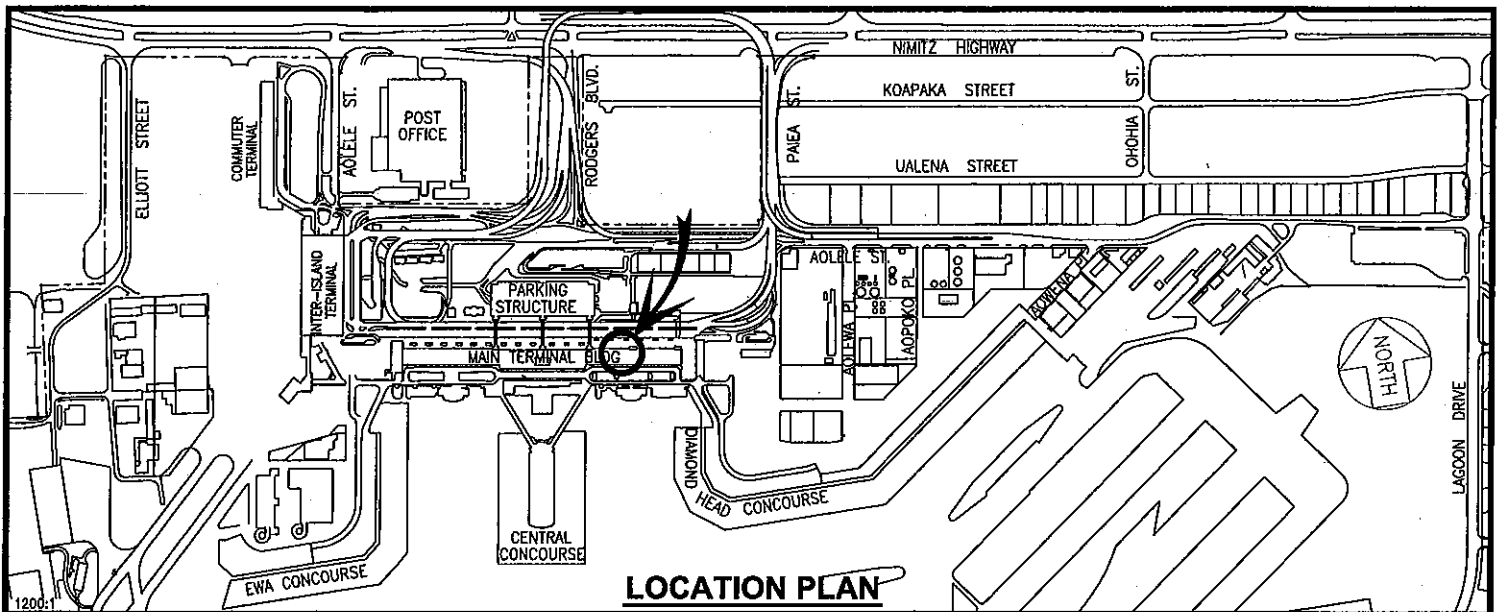 NIMITZ HIGHWAY
KOAPAKA STREET
UALENA STREET
ELLIOTT STREET
COMMUTER
TERMINAL
AOLELE ST.
POST
OFFICE
RODGERS BLVD.
PAIEA ST.
OHOHIA ST.
INTER-ISLAND
TERMINAL
PARKING
STRUCTURE
MAIN TERMINAL BLDG
AOLELE ST.
AOLEWA PL
AOPOKO PL
AOWENA PL
NORTH
LAGOON DRIVE
DIAMOND
HEAD CONCOURSE
CENTRAL
CONCOURSE
EWA CONCOURSE
LOCATION PLAN
1200:1